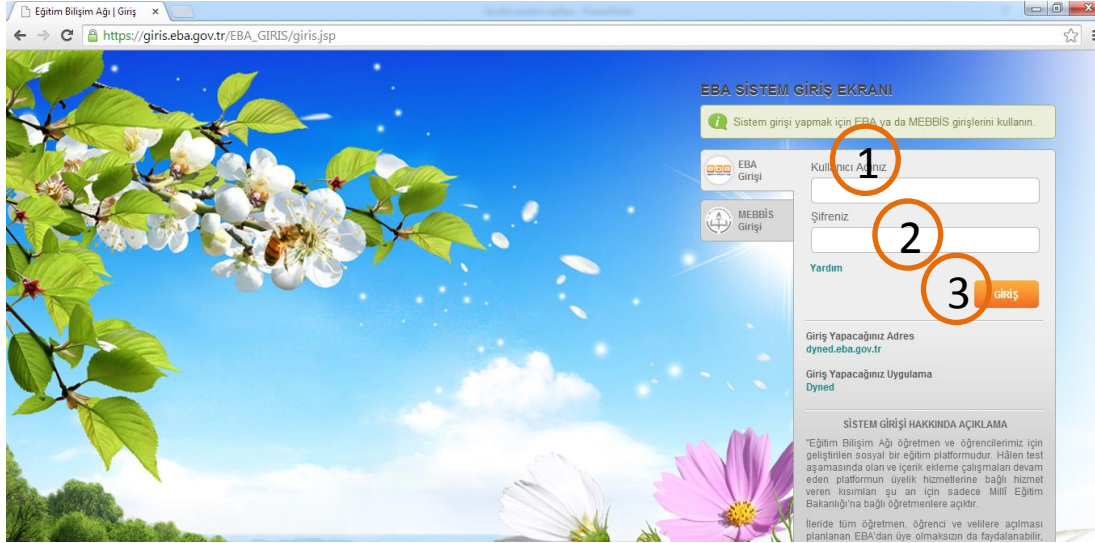 Eğitim Bilişim Ağı | Giriş
https://giris.eba.gov.tr/EBA_GIRIS/giris.jsp
EBA SİSTEM GİRİŞ EKRANI
Sistem girişi yapmak için EBA ya da MEBBİS girişlerini kullanın.
EBA
Girişi
MEBBİS
Girişi
Kullanıcı Adınız
1
Şifreniz
2
Yardım
3
GİRİŞ
Giriş Yapacağınız Adres
dyned.eba.gov.tr
Giriş Yapacağınız Uygulama
Dyned
SİSTEM GİRİŞİ HAKKINDA AÇIKLAMA
"Eğitim Bilişim Ağı öğretmen ve öğrencilerimiz için
geliştirilen sosyal bir eğitim platformudur. Hâlen test
aşamasında olan ve içerik ekleme çalışmaları devam
eden platformun üyelik hizmetlerine bağlı hizmet
veren kısımları şu an için sadece Millî Eğitim
Bakanlığı'na bağlı öğretmenlere açıktır.
İleride tüm öğretmen, öğrenci ve velilere açılması
planlanan EBA'dan üye olmaksızın da faydalanabilir,